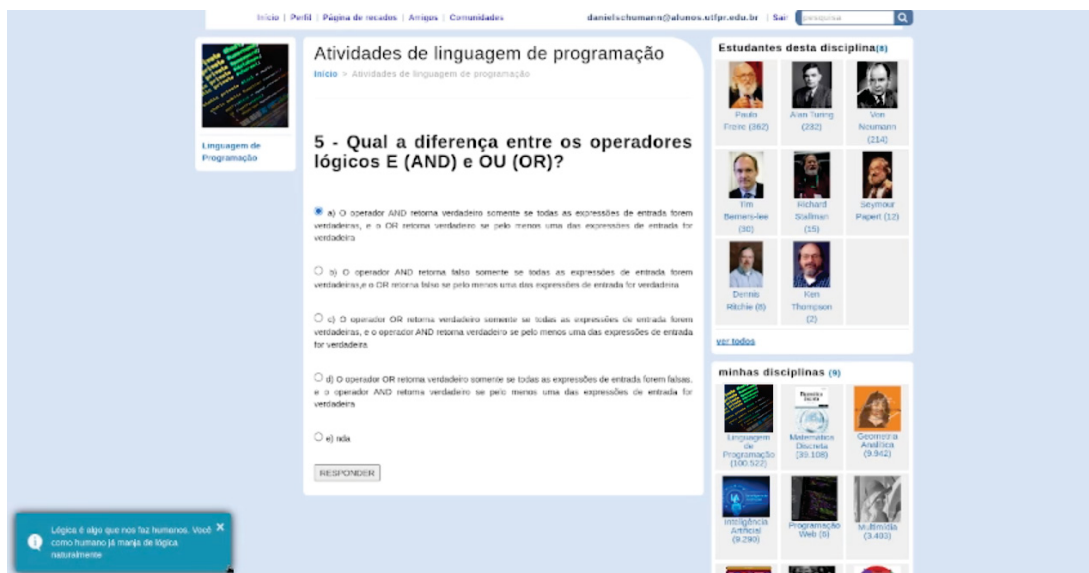 Início | Perfil | Página de recados | Amigos | Comunidades
danielschumann@alunos.utfpr.edu.br | Sair
pesquisa
Linguagem de
Programação
Atividades de linguagem de programação
Início > Atividades de linguagem de programação
5 - Qual a diferença entre os operadores
lógicos E (AND) e OU (OR)?
a) O operador AND retorna verdadeiro somente se todas as expressões de entrada forem
verdadeiras, e o OR retorna verdadeiro se pelo menos uma das expressões de entrada for
verdadeira
b) O operador AND retorna falso somente se todas as expressões de entrada forem
verdadeiras,e o OR retorna falso se pelo menos uma das expressões de entrada for verdadeira
c) O operador OR retorna verdadeiro somente se todas as expressões de entrada forem
verdadeiras, e o operador AND retorna verdadeiro se pelo menos uma das expressões de entrada
for verdadeira
d) O operador OR retorna verdadeiro somente se todas as expressões de entrada forem falsas,
e o operador AND retorna verdadeiro se pelo menos uma das expressões de entrada for
verdadeira
e) nda
RESPONDER
Estudantes desta disciplina(8)
Paulo
Freire (362)
Alan Turing
(232)
Von
Neumann
(214)
Tim
Berners-lee
(30)
Richard
Stallman
(15)
Seymour
Papert (12)
Dennis
Ritchie (8)
Ken
Thompson
(2)
ver todos
minhas disciplinas (9)
Linguagem
de
Programação
(100.522)
Matemática
Discreta
(39.108)
Geometria
Analítica
(9.942)
Inteligência
Artificial
(9.290)
Programação
Web (6)
Multimídia
(3.403)
Lógica é algo que nos faz humanos. Você
como humano já manja de lógica
naturalmente